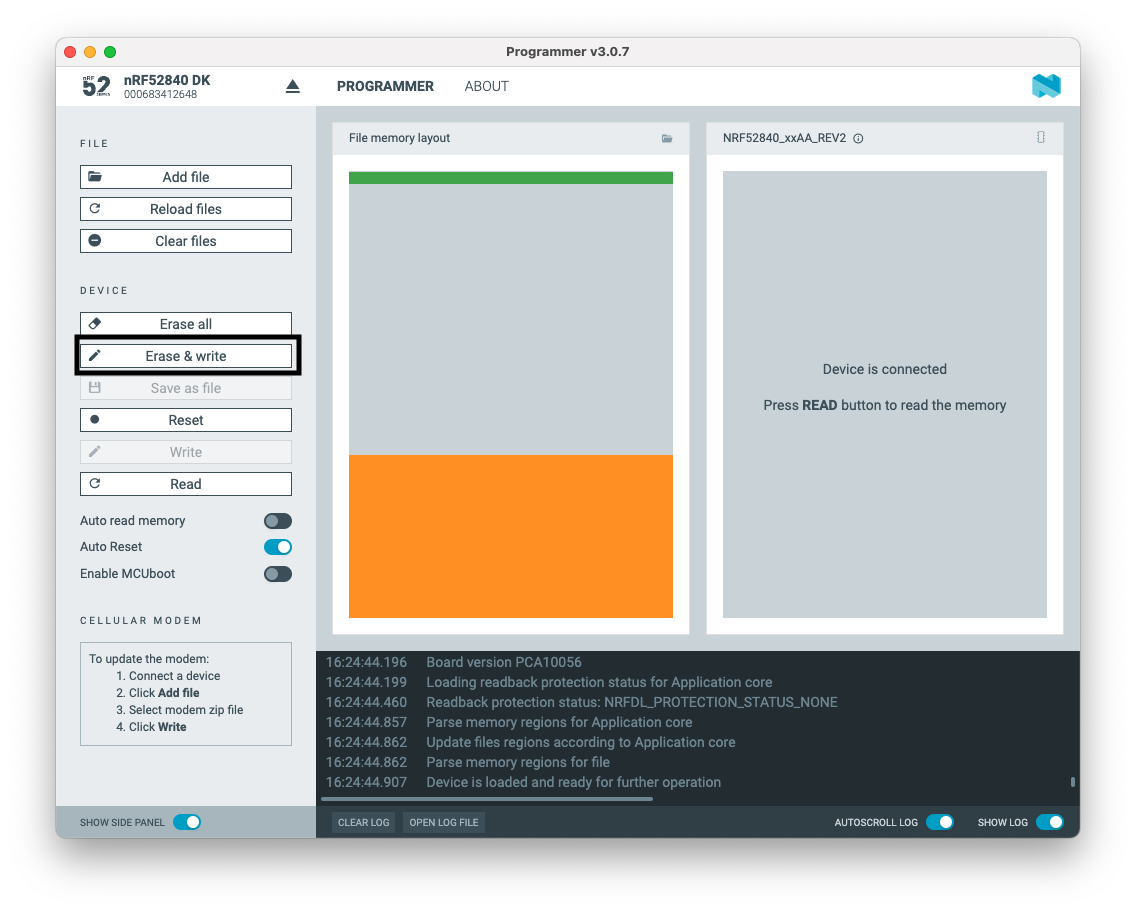 Programmer v3.0.7
nRF
52
SERIES
nRF52840 DK
000683412648
PROGRAMMER
ABOUT
FILE
Add file
Reload files
Clear files
DEVICE
Erase all
Erase & write
Save as file
Reset
Write
Read
Auto read memory
Auto Reset
Enable MCUboot
CELLULAR MODEM
To update the modem:
1. Connect a device
2. Click Add file
3. Select modem zip file
4. Click Write
SHOW SIDE PANEL
File memory layout
NRF52840_xxAA_REV2
Device is connected
Press READ button to read the memory
16:24:44.196 Board version PCA10056
16:24:44.199 Loading readback protection status for Application core
16:24:44.460 Readback protection status: NRFDL_PROTECTION_STATUS_NONE
16:24:44.857 Parse memory regions for Application core
16:24:44.862 Update files regions according to Application core
16:24:44.862 Parse memory regions for file
16:24:44.907 Device is loaded and ready for further operation
CLEAR LOG
OPEN LOG FILE
AUTOSCROLL LOG
SHOW LOG